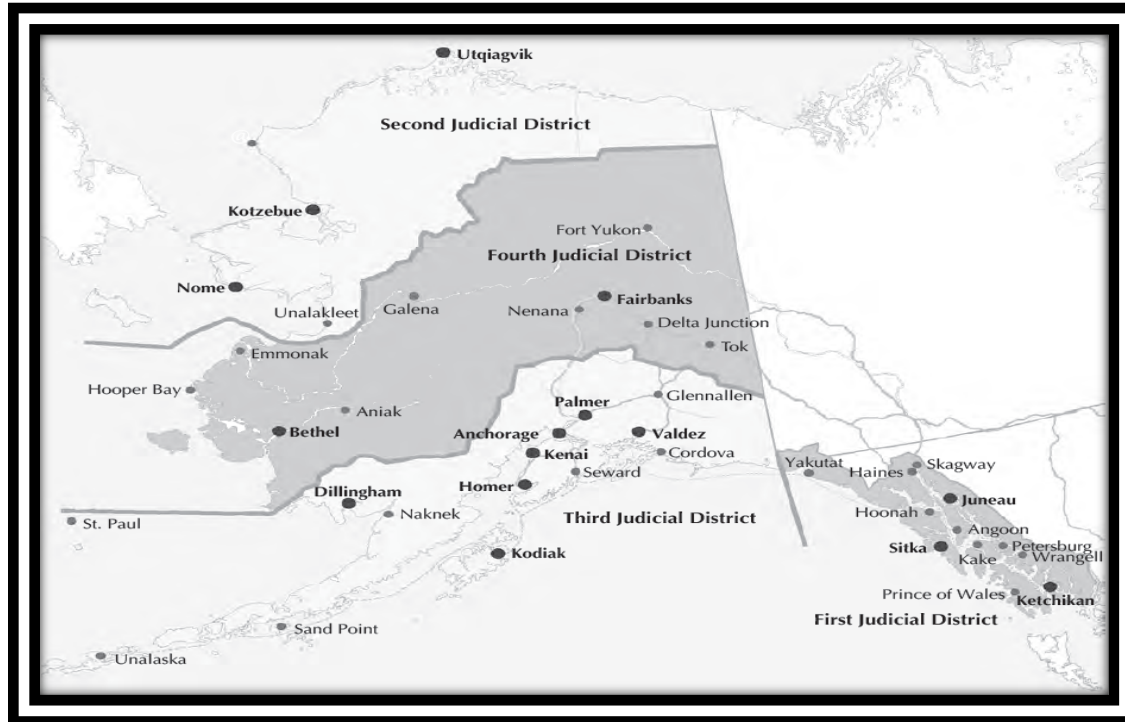 Utqiagvik
Second Judicial District
Kotzebue
Fort Yukon
Fourth Judicial District
Nome
Galena
Fairbanks
Unalakleet
Nenana
Delta Junction
Tok
Emmonak
Hooper Bay
Aniak
Bethel
Palmer
Glennallen
Anchorage
Valdez
Kenai
Cordova
Seward
Homer
Dillingham
Naknek
St. Paul
Third Judicial District
Kodiak
Sand Point
Unalaska
Yakutat
Skagway
Haines
Juneau
Hoonah
Angoon
Sitka
Petersburg
Kake
Wrangell
Prince of Wales
Ketchikan
First Judicial District